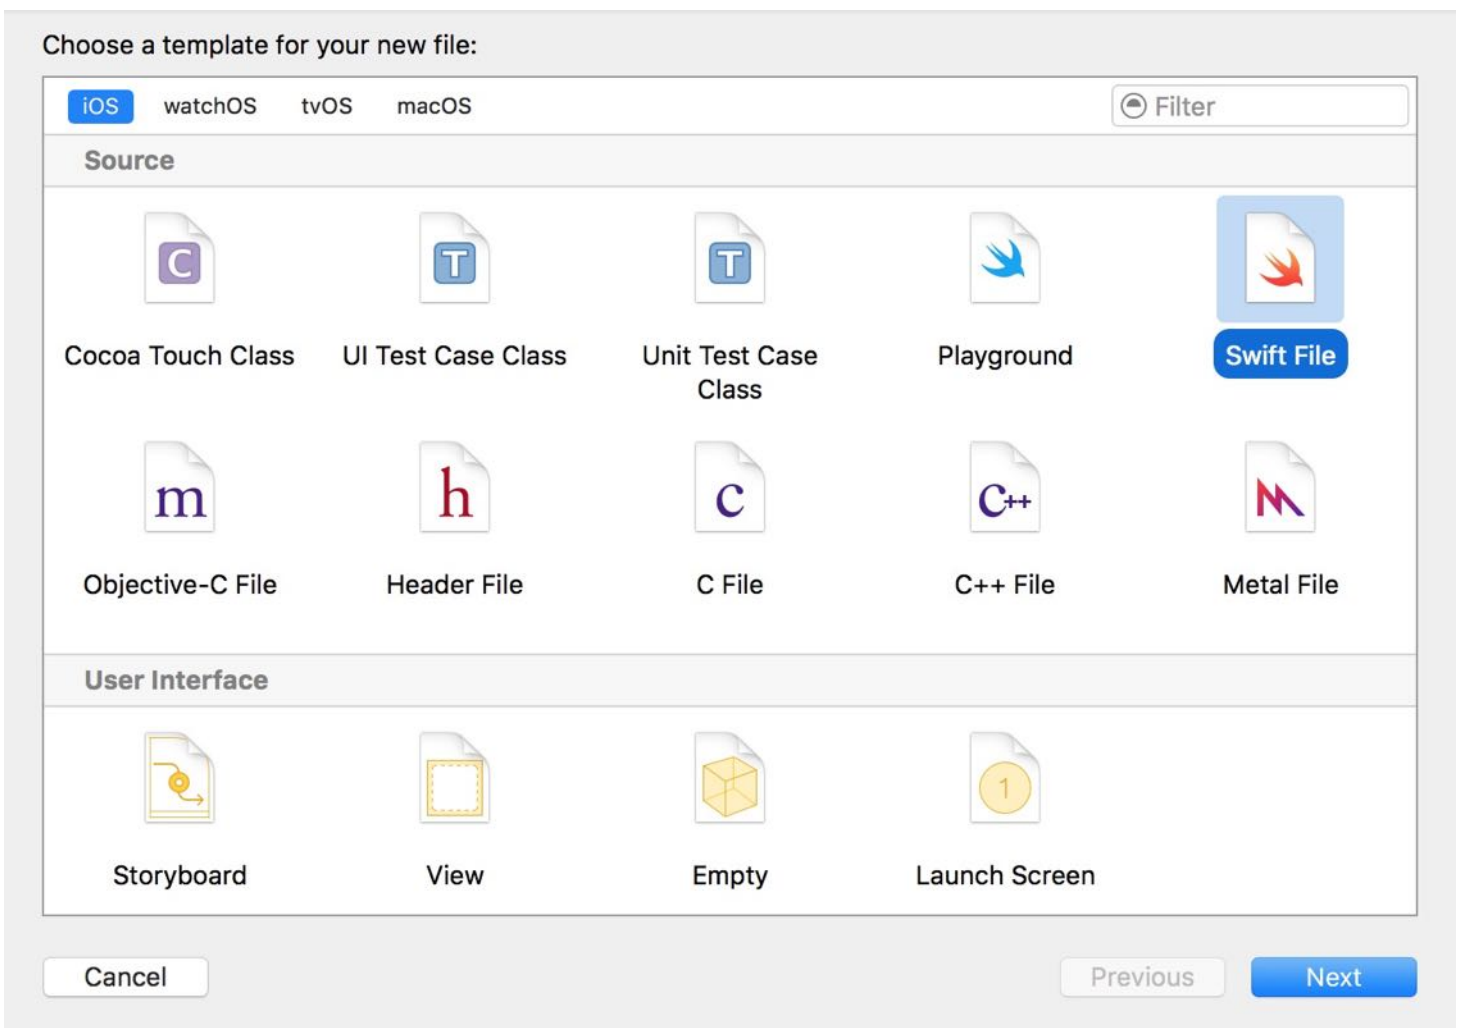 Choose a template for your new file:
iOS watchOS tvOS macOS Filter
Source
C T T
Cocoa Touch Class UI Test Case Class Unit Test Case Class Playground Swift File
m h c C++
Objective-C File Header File C File C++ File Metal File
User Interface
1
Storyboard View Empty Launch Screen
Cancel Previous Next